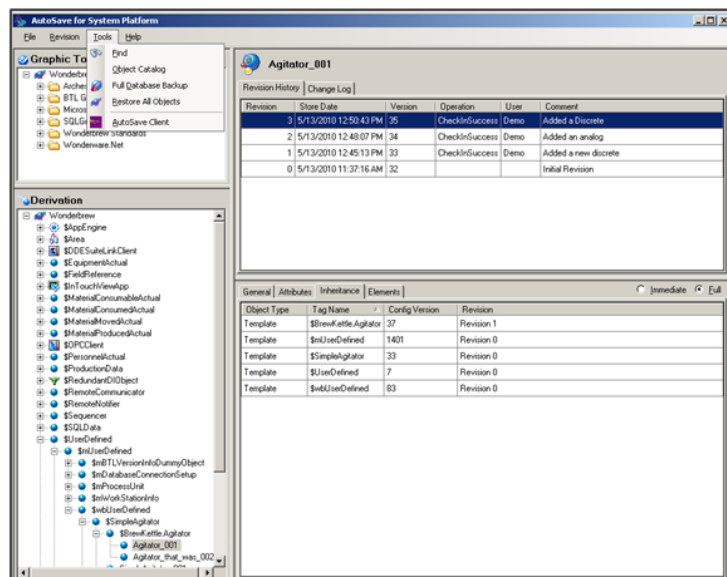 AutoSave for System Platform
File Revision Tools Help
Find
Object Catalog
Full Database Backup
Restore All Objects
AutoSave Client
Graphic To
Wonderbre
Arches
BTL G
Micros
SQLGr
Wonderbrew Standards
Wonderware.Net
Derivation
Wonderbrew
$AppEngine
$Area
$DDESuiteLinkClient
$EquipmentActual
$FieldReference
$InTouchViewApp
$MaterialConsumableActual
$MaterialConsumedActual
$MaterialMovedActual
$MaterialProducedActual
$OPCClient
$PersonnelActual
$ProductionData
$RedundantDIObject
$RemoteCommunicator
$RemoteNotifier
$Sequencer
$SQLData
$UserDefined
$mUserDefined
$mBTLVersionInfoDummyObject
$mDatabaseConnectionSetup
$mProcessUnit
$mWorkStationInfo
$wbUserDefined
$SimpleAgitator
$BrewKettle.Agitator
Agitator_001
Agitator_that_was_002
Agitator_001
Revision History Change Log
Revision Store Date Version Operation User Comment
3 5/13/2010 12:50:43 PM 35 CheckInSuccess Demo Added a Discrete
2 5/13/2010 12:48:07 PM 34 CheckInSuccess Demo Added an analog
1 5/13/2010 12:45:13 PM 33 CheckInSuccess Demo Added a new discrete
0 5/13/2010 11:37:16 AM 32 Initial Revision
General Attributes Inheritance Elements Immediate Full
Object Type Tag Name Config Version Revision
Template $BrewKettle.Agitator 37 Revision 1
Template $mUserDefined 1401 Revision 0
Template $SimpleAgitator 33 Revision 0
Template $UserDefined 7 Revision 0
Template $wbUserDefined 83 Revision 0